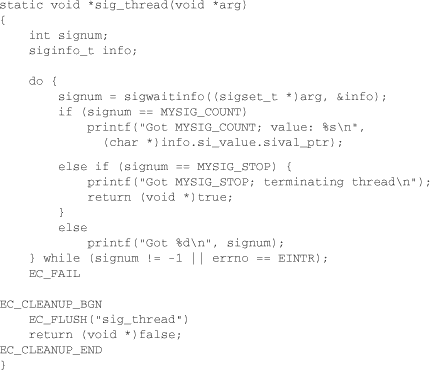 static void *sig_thread(void *arg)
{
    int signum;
    siginfo_t info;

    do {
        signum = sigwaitinfo((sigset_t *)arg, &info);
        if (signum == MYSIG_COUNT)
            printf("Got MYSIG_COUNT; value: %s\n",
              (char *)info.si_value.sival_ptr);

        else if (signum == MYSIG_STOP) {
            printf("Got MYSIG_STOP; terminating thread\n");
            return (void *)true;
        }
        else
            printf("Got %d\n", signum);
    } while (signum != -1 || errno == EINTR);
    EC_FAIL

EC_CLEANUP_BGN
    EC_FLUSH("sig_thread")
    return (void *)false;
EC_CLEANUP_END
}